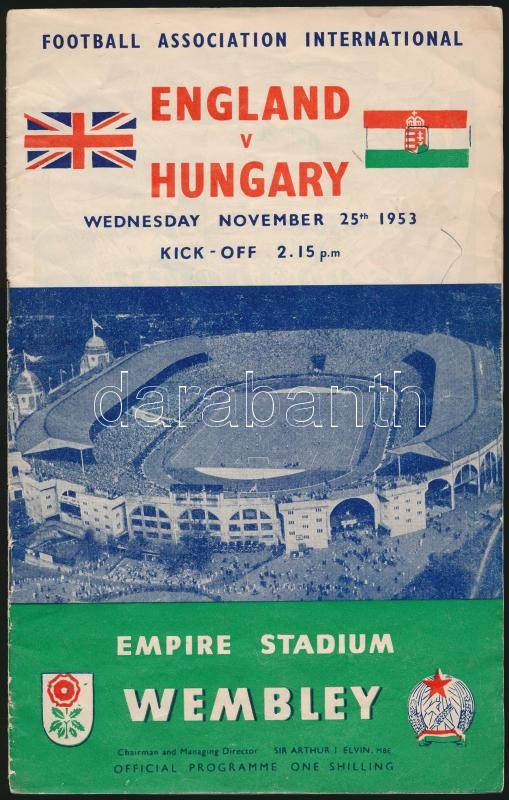 FOOTBALL ASSOCIATION INTERNATIONAL
ENGLAND
V
HUNGARY
WEDNESDAY NOVEMBER 25th 1953
KICK-OFF 2.15 p.m
darabanth
EMPIRE STADIUM
WEMBLEY
Chairman and Managing Director SIR ARTHUR J ELVIN. MBE
OFFICIAL PROGRAMME ONE SHILLING